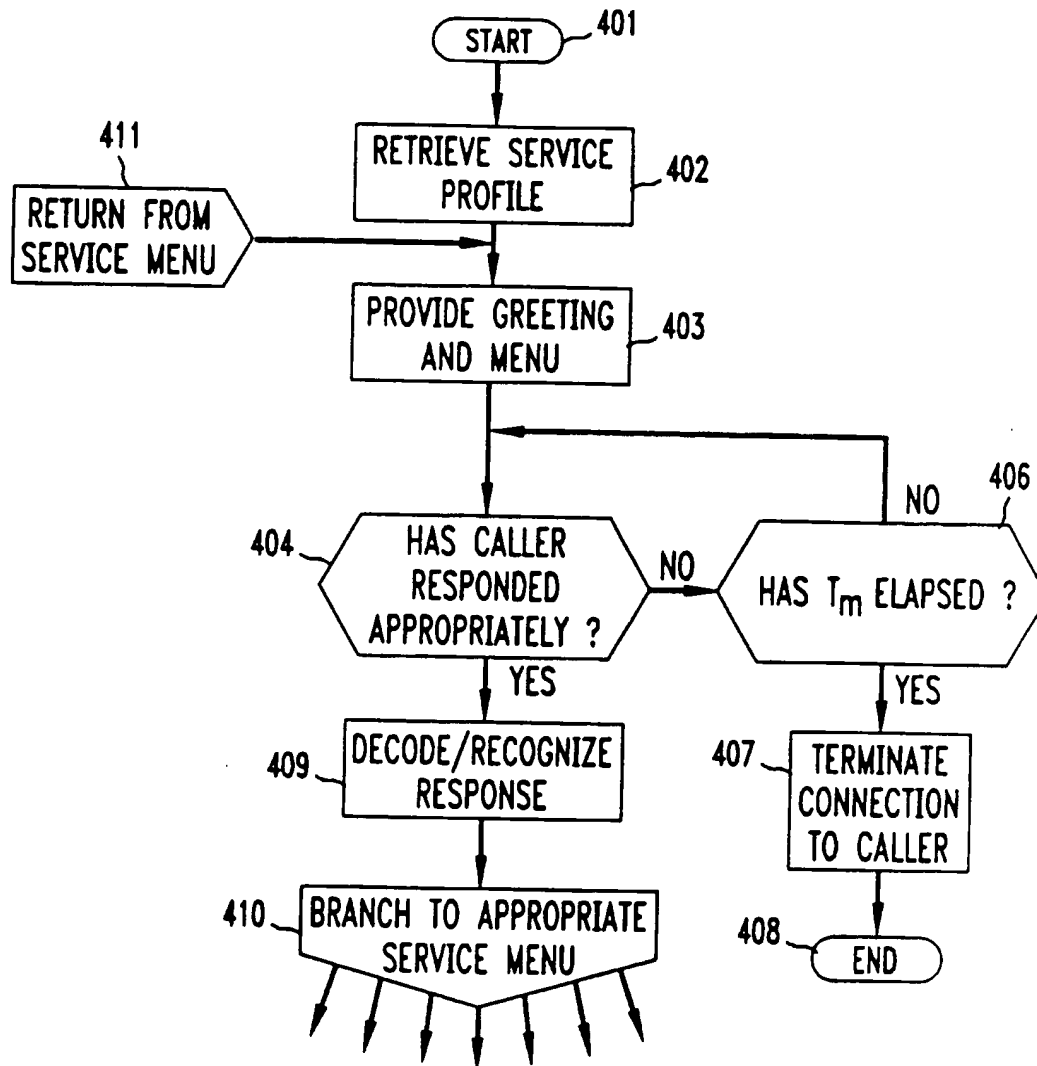 START
401
RETRIEVE SERVICE
PROFILE
402
411
RETURN FROM
SERVICE MENU
PROVIDE GREETING
AND MENU
403
404
HAS CALLER
RESPONDED
APPROPRIATELY ?
NO
406
NO
HAS Tm ELAPSED ?
YES
YES
409
DECODE/RECOGNIZE
RESPONSE
407
TERMINATE
CONNECTION
TO CALLER
410
BRANCH TO APPROPRIATE
SERVICE MENU
408
END